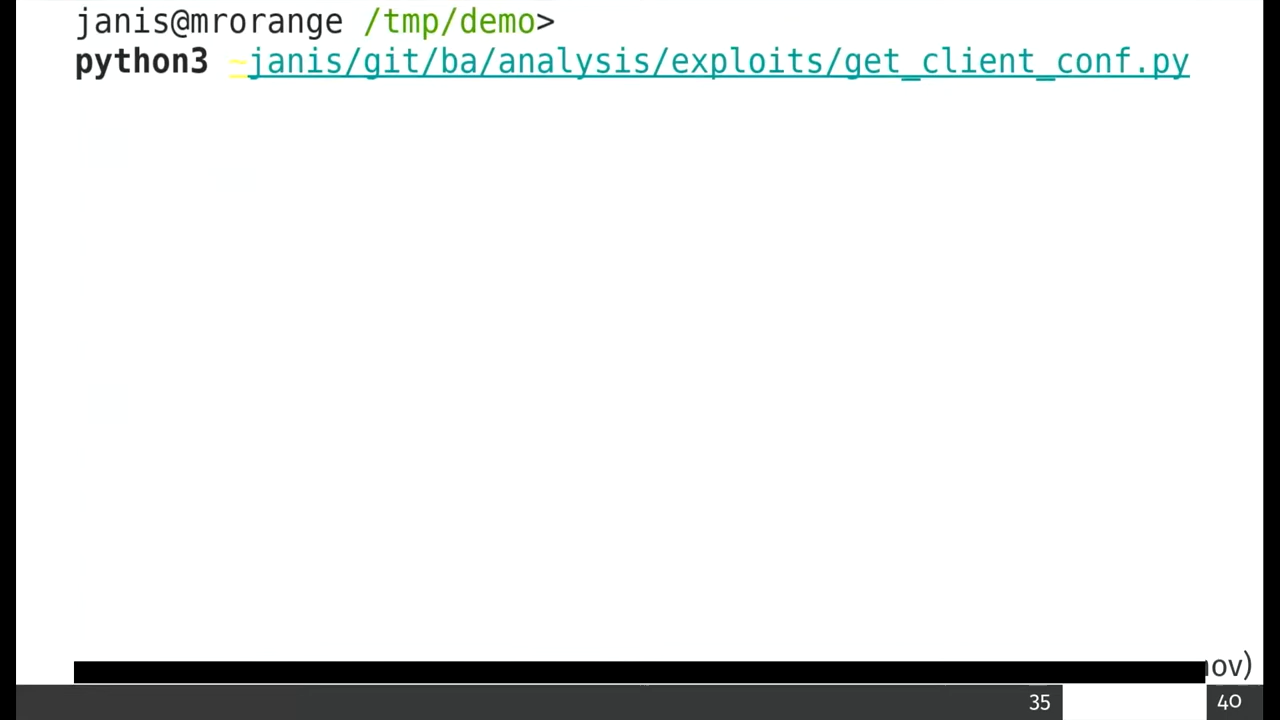 janis@mrorange /tmp/demo>
python3 ~janis/git/ba/analysis/exploits/get_client_conf.py
35
40